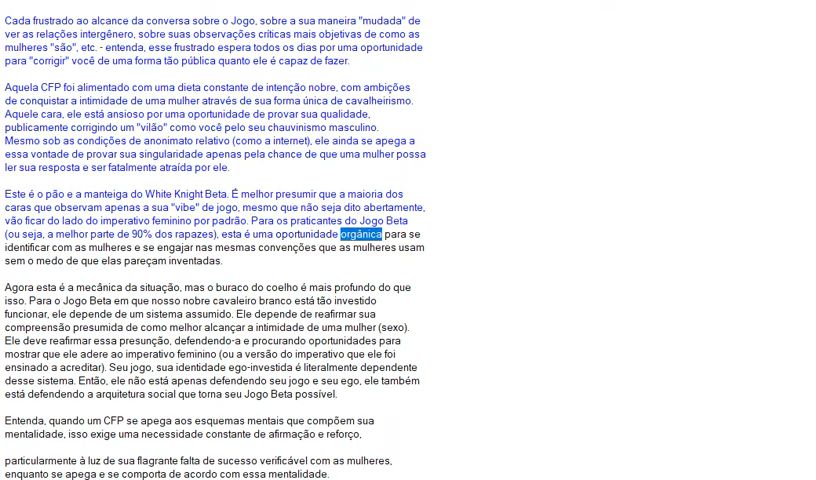 Cada frustrado ao alcance da conversa sobre o Jogo, sobre a sua maneira "mudada" de
ver as relações intergênero, sobre suas observações críticas mais objetivas de como as
mulheres "são", etc. - entenda, esse frustrado espera todos os dias por uma oportunidade
para "corrigir" você de uma forma tão pública quanto ele é capaz de fazer.
Aquela CFP foi alimentado com uma dieta constante de intenção nobre, com ambições
de conquistar a intimidade de uma mulher através de sua forma única de cavalheirismo.
Aquele cara, ele está ansioso por uma oportunidade de provar sua qualidade,
publicamente corrigindo um "vilão" como você pelo seu chauvinismo masculino.
Mesmo sob as condições de anonimato relativo (como a internet), ele ainda se apega a
essa vontade de provar sua singularidade apenas pela chance de que uma mulher possa
ler sua resposta e ser fatalmente atraída por ele.
Este é o pão e a manteiga do White Knight Beta. É melhor presumir que a maioria dos
caras que observam apenas a sua "vibe" de jogo, mesmo que não seja dito abertamente,
vão ficar do lado do imperativo feminino por padrão. Para os praticantes do Jogo Beta
(ou seja, a melhor parte de 90% dos rapazes), esta é uma oportunidade orgânica para se
identificar com as mulheres e se engajar nas mesmas convenções que as mulheres usam
sem o medo de que elas pareçam inventadas.
Agora esta é a mecânica da situação, mas o buraco do coelho é mais profundo do que
isso. Para o Jogo Beta em que nosso nobre cavaleiro branco está tão investido
funcionar, ele depende de um sistema assumido. Ele depende de reafirmar sua
compreensão presumida de como melhor alcançar a intimidade de uma mulher (sexo).
Ele deve reafirmar essa presunção, defendendo-a e procurando oportunidades para
mostrar que ele adere ao imperativo feminino (ou a versão do imperativo que ele foi
ensinado a acreditar). Seu jogo, sua identidade ego-investida é literalmente dependente
desse sistema. Então, ele não está apenas defendendo seu jogo e seu ego, ele também
está defendendo a arquitetura social que torna seu Jogo Beta possível.
Entenda, quando um CFP se apega aos esquemas mentais que compõem sua
mentalidade, isso exige uma necessidade constante de afirmação e reforço,
particularmente à luz de sua flagrante falta de sucesso verificável com as mulheres,
enquanto se apega e se comporta de acordo com essa mentalidade.